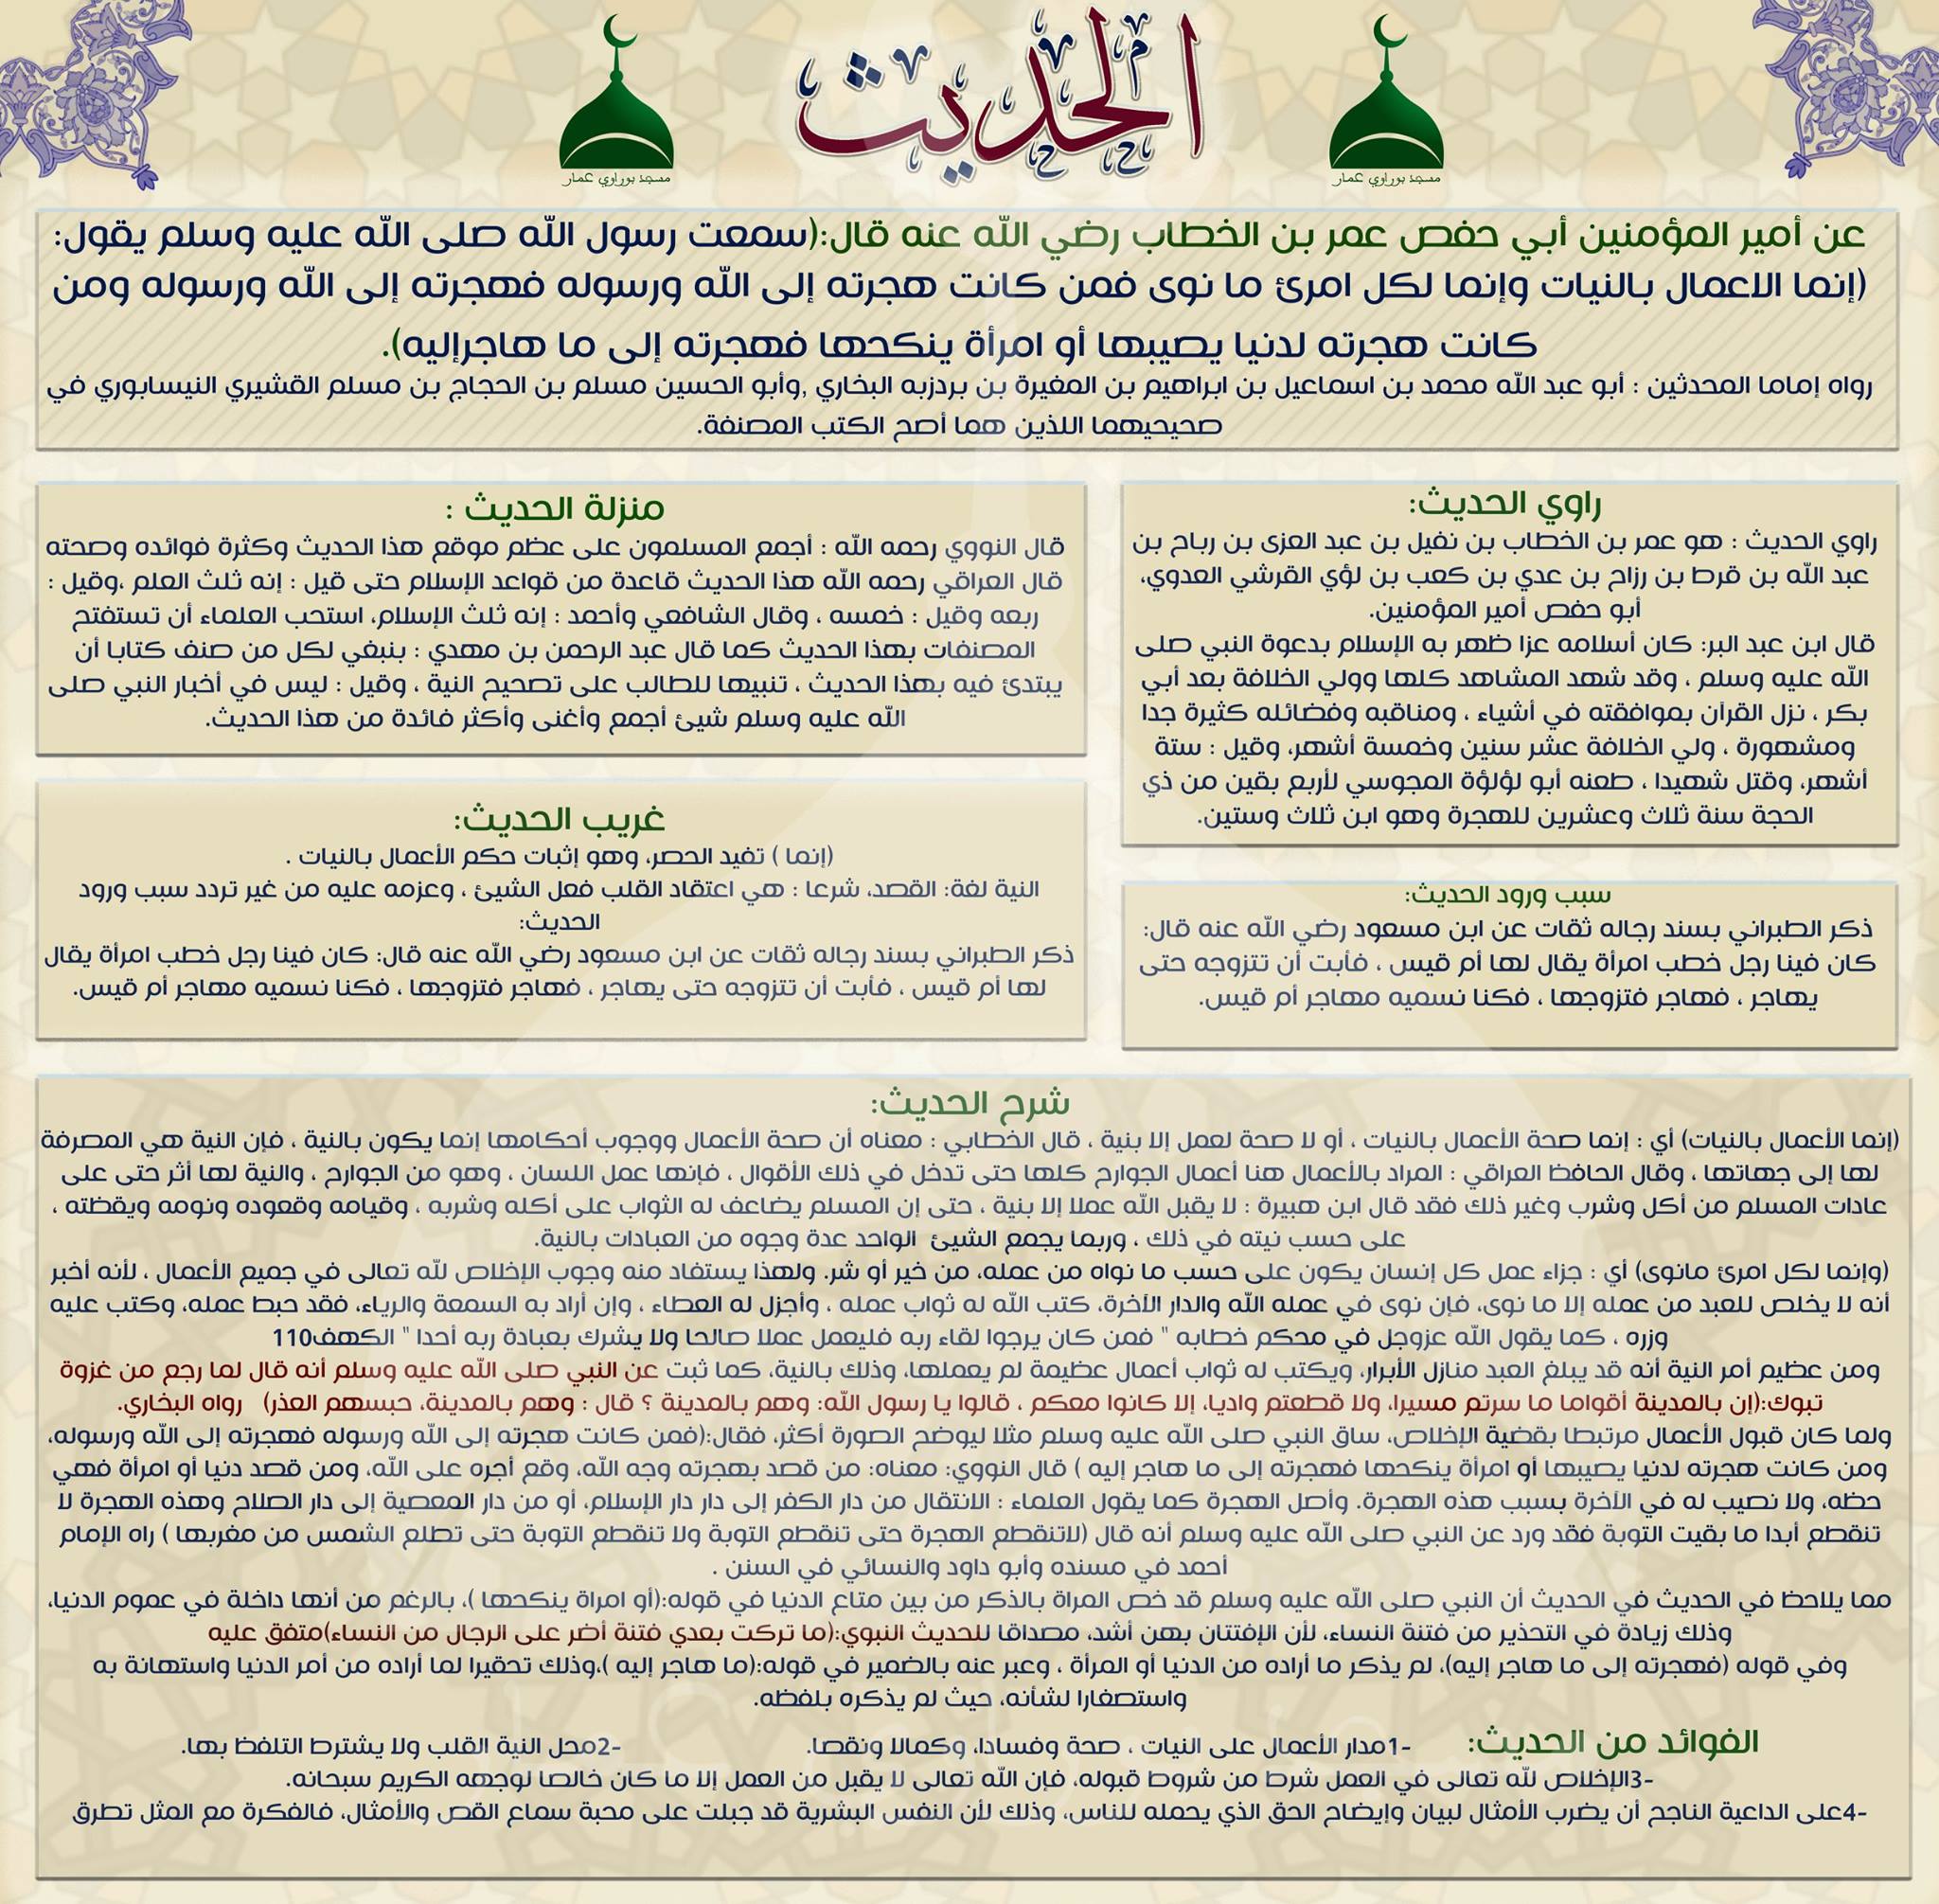 الحديث
مسجد بوراوي عمار
مسجد بوراوي عمار
عن أمير المؤمنين أبي حفص عمر بن الخطاب رضي الله عنه قال:(سمعت رسول الله صلى الله عليه وسلم يقول:
(إنما الاعمال بالنيات وإنما لكل امرئ ما نوى فمن كانت هجرته إلى الله ورسوله فهجرته إلى الله ورسوله ومن
كانت هجرته لدنيا يصيبها أو امرأة ينكحها فهجرته إلى ما هاجرإليه).
رواه إماما المحدثين : أبو عبد الله محمد بن اسماعيل بن ابراهيم بن المغيرة بن بردزبه البخاري ,وأبو الحسين مسلم بن الحجاج بن مسلم القشيري النيسابوري في
صحيحيهما اللذين هما أصح الكتب المصنفة.
راوي الحديث:
راوي الحديث : هو عمر بن الخطاب بن نفيل بن عبد العزى بن رباح بن
عبد الله بن قرط بن رزاح بن عدي بن كعب بن لؤي القرشي العدوي،
أبو حفص أمير المؤمنين.
قال ابن عبد البر: كان أسلامه عزا ظهر به الإسلام بدعوة النبي صلى
الله عليه وسلم ، وقد شهد المشاهد كلها وولي الخلافة بعد أبي
بكر ، نزل القرآن بموافقته في أشياء ، ومناقبه وفضائله كثيرة جدا
ومشهورة ، ولي الخلافة عشر سنين وخمسة أشهر، وقيل : ستة
أشهر، وقتل شهيدا ، طعنه أبو لؤلؤة المجوسي لأربع بقين من ذي
الحجة سنة ثلاث وعشرين للهجرة وهو ابن ثلاث وستين.
منزلة الحديث :
قال النووي رحمه الله : أجمع المسلمون على عظم موقع هذا الحديث وكثرة فوائده وصحته
قال العراقي رحمه الله هذا الحديث قاعدة من قواعد الإسلام حتى قيل : إنه ثلث العلم ،وقيل :
ربعه وقيل : خمسه ، وقال الشافعي وأحمد : إنه ثلث الإسلام، استحب العلماء أن تستفتح
المصنفات بهذا الحديث كما قال عبد الرحمن بن مهدي : بنبغي لكل من صنف كتابا أن
يبتدئ فيه بهذا الحديث ، تنبيها للطالب على تصحيح النية ، وقيل : ليس في أخبار النبي صلى
الله عليه وسلم شيئ أجمع وأغنى وأكثر فائدة من هذا الحديث.
سبب ورود الحديث:
ذكر الطبراني بسند رجاله ثقات عن ابن مسعود رضي الله عنه قال:
كان فينا رجل خطب امرأة يقال لها أم قيس ، فأبت أن تتزوجه حتى
يهاجر ، فهاجر فتزوجها ، فكنا نسميه مهاجر أم قيس.
غريب الحديث:
(إنما ) تفيد الحصر، وهو إثبات حكم الأعمال بالنيات .
النية لغة: القصد، شرعا : هي اعتقاد القلب فعل الشيئ ، وعزمه عليه من غير تردد سبب ورود
الحديث:
ذكر الطبراني بسند رجاله ثقات عن ابن مسعود رضي الله عنه قال: كان فينا رجل خطب امرأة يقال
لها أم قيس ، فأبت أن تتزوجه حتى يهاجر ، فهاجر فتزوجها ، فكنا نسميه مهاجر أم قيس.
شرح الحديث:
(إنما الأعمال بالنيات) أي : إنما صحة الأعمال بالنيات ، أو لا صحة لعمل إلا بنية ، قال الخطابي : معناه أن صحة الأعمال ووجوب أحكامها إنما يكون بالنية ، فإن النية هي المصرفة
لها إلى جهاتها ، وقال الحافظ العراقي : المراد بالأعمال هنا أعمال الجوارح كلها حتى تدخل في ذلك الأقوال ، فإنها عمل اللسان ، وهو من الجوارح ، والنية لها أثر حتى على
عادات المسلم من أكل وشرب وغير ذلك فقد قال ابن هبيرة : لا يقبل الله عملا إلا بنية ، حتى إن المسلم يضاعف له الثواب على أكله وشربه ، وقيامه وقعوده ونومه ويقظته ،
على حسب نيته في ذلك ، وربما يجمع الشيئ الواحد عدة وجوه من العبادات بالنية.
(وإنما لكل امرئ مانوى) أي : جزاء عمل كل إنسان يكون على حسب ما نواه من عمله، من خير أو شر. ولهذا يستفاد منه وجوب الإخلاص لله تعالى في جميع الأعمال ، لأنه أخبر
أنه لا يخلص للعبد من عمله إلا ما نوى، فإن نوى في عمله الله والدار الآخرة، كتب الله له ثواب عمله ، وأجزل له العطاء ، وإن أراد به السمعة والرياء، فقد حبط عمله، وكتب عليه
وزره ، كما يقول الله عزوجل في محكم خطابه " فمن كان يرجوا لقاء ربه فليعمل عملا صالحا ولا يشرك بعبادة ربه أحدا " الكهف110
ومن عظيم أمر النية أنه قد يبلغ العبد منازل الأبرار، ويكتب له ثواب أعمال عظيمة لم يعملها، وذلك بالنية، كما ثبت عن النبي صلى الله عليه وسلم أنه قال لما رجع من غزوة
تبوك:(إن بالمدينة أقواما ما سرتم مسيرا، ولا قطعتم واديا، إلا كانوا معكم ، قالوا يا رسول الله: وهم بالمدينة ؟ قال : وهم بالمدينة، حبسهم العذر) رواه البخاري.
ولما كان قبول الأعمال مرتبطا بقضية الإخلاص، ساق النبي صلى الله عليه وسلم مثلا ليوضح الصورة أكثر، فقال:(فمن كانت هجرته إلى الله ورسوله فهجرته إلى الله ورسوله،
ومن كانت هجرته لدنيا يصيبها أو امرأة ينكحها فهجرته إلى ما هاجر إليه ) قال النووي: معناه: من قصد بهجرته وجه الله، وقع أجره على الله، ومن قصد دنيا أو امرأة فهي
حظه، ولا نصيب له في الآخرة بسبب هذه الهجرة. وأصل الهجرة كما يقول العلماء : الانتقال من دار الكفر إلى دار دار الإسلام، أو من دار المعصية إلى دار الصلاح وهذه الهجرة لا
تنقطع أبدا ما بقيت التوبة فقد ورد عن النبي صلى الله عليه وسلم أنه قال (لاتنقطع الهجرة حتى تنقطع التوبة ولا تنقطع التوبة حتى تطلع الشمس من مغربها ) راه الإمام
أحمد في مسنده وأبو داود والنسائي في السنن .
مما يلاحظ في الحديث في الحديث أن النبي صلى الله عليه وسلم قد خص المراة بالذكر من بين متاع الدنيا في قوله:(أو امراة ينكحها )، بالرغم من أنها داخلة في عموم الدنيا،
وذلك زيادة في التحذير من فتنة النساء، لأن الإفتتان بهن أشد، مصداقا للحديث النبوي:(ما تركت بعدي فتنة أضر على الرجال من النساء)متفق عليه
وفي قوله (فهجرته إلى ما هاجر إليه)، لم يذكر ما أراده من الدنيا أو المرأة ، وعبر عنه بالضمير في قوله:(ما هاجر إليه )،وذلك تحقيرا لما أراده من أمر الدنيا واستهانة به
واستصغارا لشأنه، حيث لم يذكره بلفظه.
الفوائد من الحديث: -1مدار الأعمال على النيات ، صحة وفسادا، وكمالا ونقصا. -2محل النية القلب ولا يشترط التلفظ بها.
-3الإخلاص لله تعالى في العمل شرط من شروط قبوله، فإن الله تعالى لا يقبل من العمل إلا ما كان خالصا لوجهه الكريم سبحانه.
-4على الداعية الناجح أن يضرب الأمثال لبيان وإيضاح الحق الذي يحمله للناس، وذلك لأن النفس البشرية قد جبلت على محبة سماع القص والأمثال، فالفكرة مع المثل تطرق